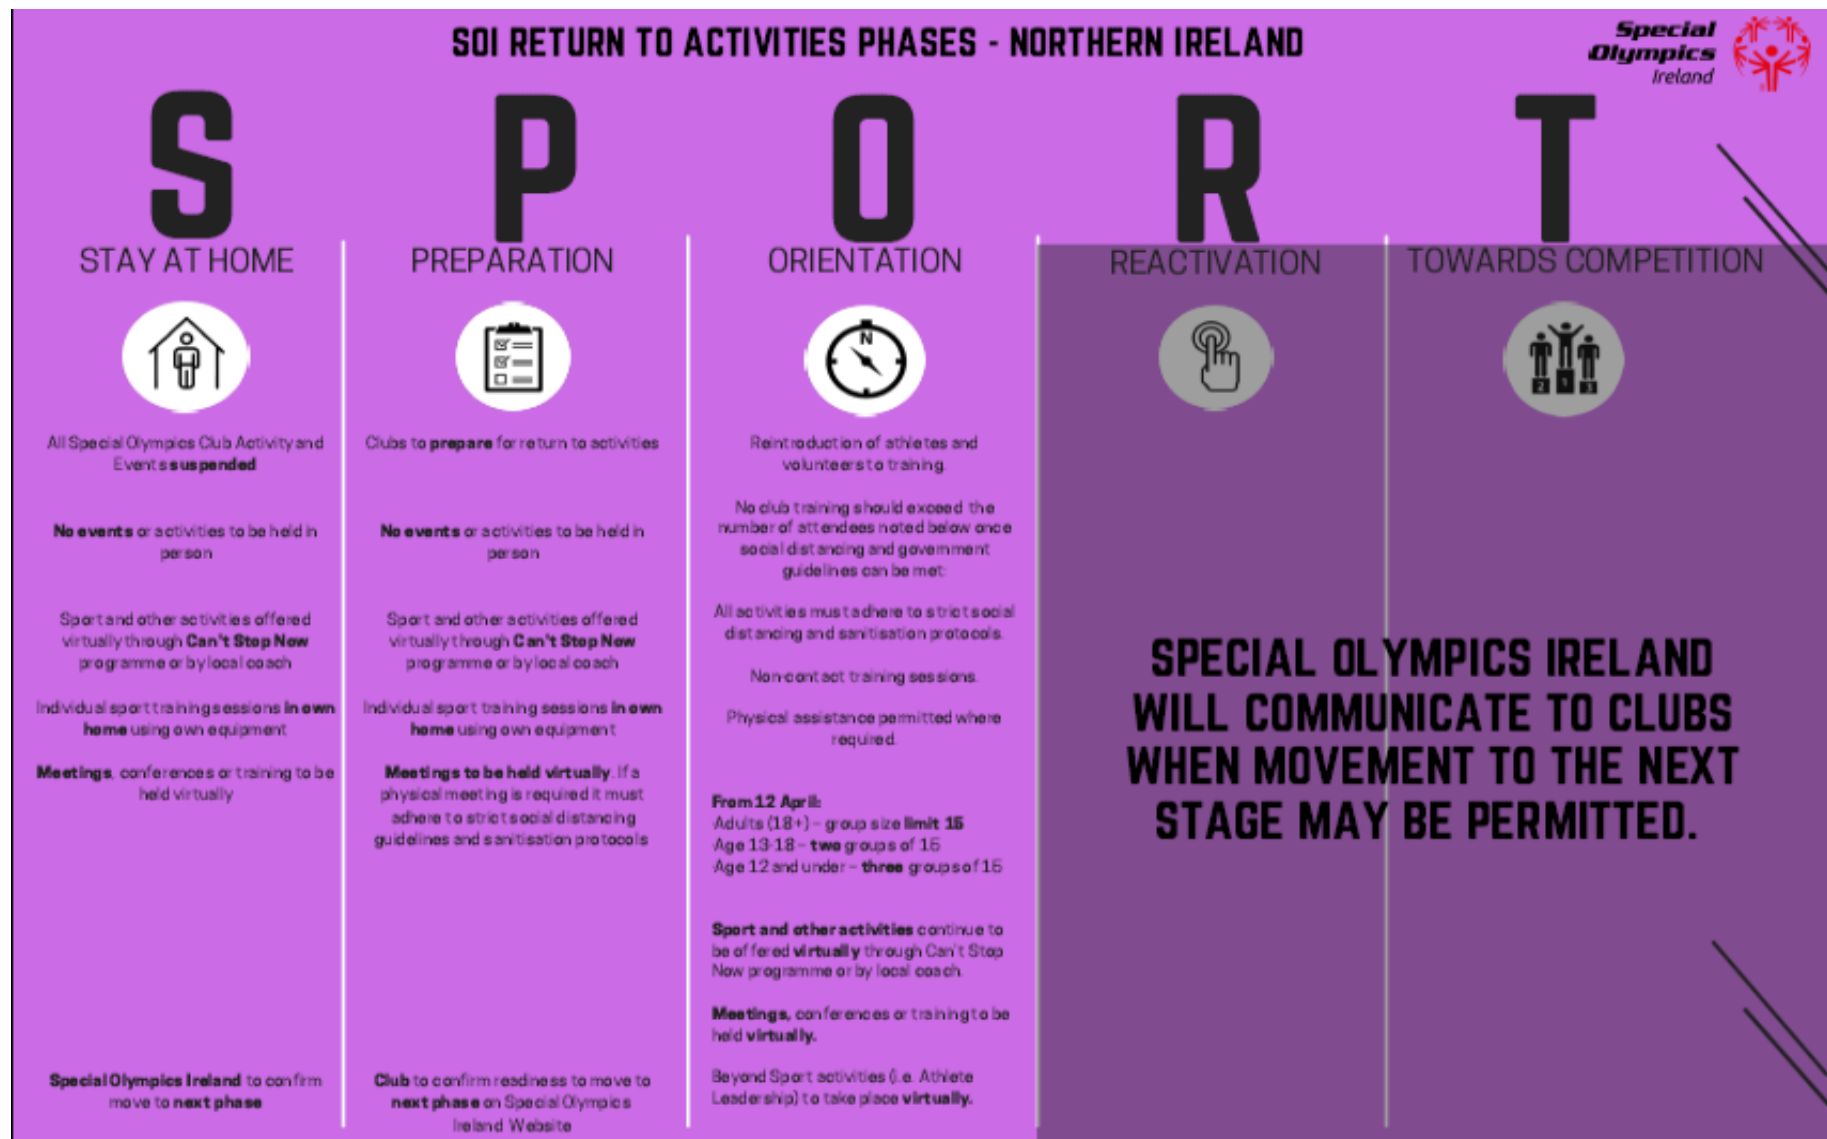 SOI RETURN TO ACTIVITIES PHASES - NORTHERN IRELAND
Special
Olympics
Ireland
S
STAY AT HOME
All Special Olympics Club Activity and
Events suspended
No events or activities to be held in
person
Sport and other activities offered
virtually through Can't Stop Now
programme or by local coach
Individual sport training sessions in own
home using own equipment
Meetings, conferences or training to be
held virtually
Special Olympics Ireland to confirm
move to next phase
P
PREPARATION
Clubs to prepare for return to activities
No events or activities to be held in
person
Sport and other activities offered
virtually through Can't Stop Now
programme or by local coach
Individual sport training sessions in own
home using own equipment
Meetings to be held virtually. If a
physical meeting is required it must
adhere to strict social distancing
guidelines and sanitisation protocols
Club to confirm readiness to move to
next phase on Special Olympics
Ireland Website
O
ORIENTATION
N
Reintroduction of athletes and
volunteers to training.
No club training should exceed the
number of attendees noted below once
social distancing and government
guidelines can be met:
All activities must adhere to strict social
distancing and sanitisation protocols.
Non-contact training sessions.
Physical assistance permitted where
required.
From 12 April:
Adults (18+) – group size limit 15
Age 13-18 – two groups of 15
Age 12 and under – three groups of 15
Sport and other activities continue to
be offered virtually through Can't Stop
Now programme or by local coach.
Meetings, conferences or training to be
held virtually.
Beyond Sport activities (i.e. Athlete
Leadership) to take place virtually.
R
REACTIVATION
T
TOWARDS COMPETITION
2 1 3
SPECIAL OLYMPICS IRELAND
WILL COMMUNICATE TO CLUBS
WHEN MOVEMENT TO THE NEXT
STAGE MAY BE PERMITTED.